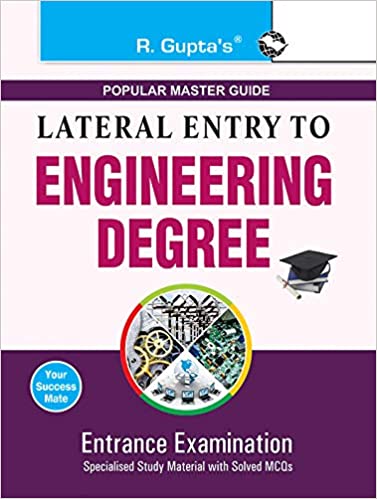 R. Gupta's®
POPULAR MASTER GUIDE
LATERAL ENTRY TO
ENGINEERING
DEGREE
Your
Success
Mate
Entrance Examination
Specialised Study Material with Solved MCQs